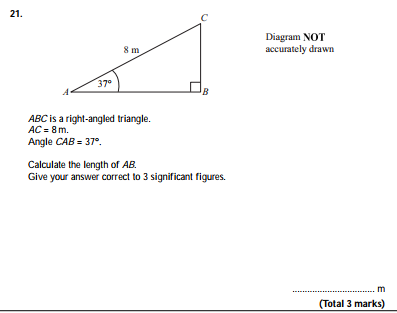 21.
C
Diagram NOT
accurately drawn
8 m
37°
A
B
ABC is a right-angled triangle.
AC = 8 m.
Angle CAB = 37°.
Calculate the length of AB.
Give your answer correct to 3 significant figures.
.................................. m
(Total 3 marks)